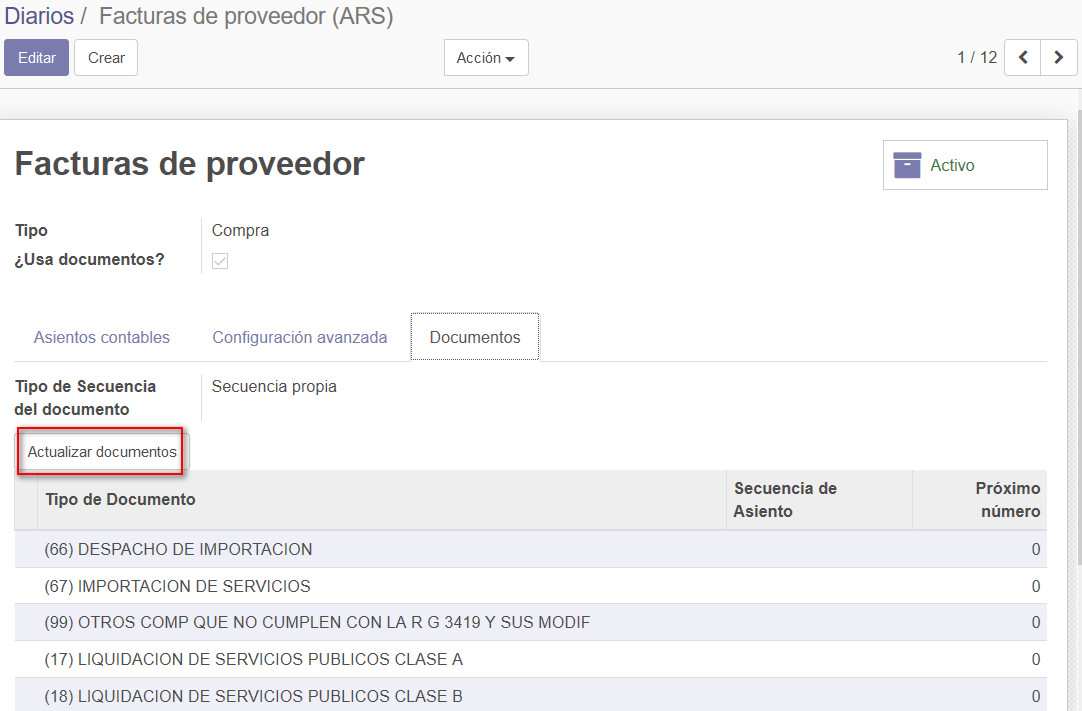 Diarios / Facturas de proveedor (ARS)
Editar Crear Acción 1 / 12
Facturas de proveedor
Activo
Tipo Compra
¿Usa documentos?
Asientos contables Configuración avanzada Documentos
Tipo de Secuencia Secuencia propia
del documento
Actualizar documentos
Tipo de Documento Secuencia de Próximo
Asiento número
(66) DESPACHO DE IMPORTACION 0
(67) IMPORTACION DE SERVICIOS 0
(99) OTROS COMP QUE NO CUMPLEN CON LA R G 3419 Y SUS MODIF 0
(17) LIQUIDACION DE SERVICIOS PUBLICOS CLASE A 0
(18) LIQUIDACION DE SERVICIOS PUBLICOS CLASE B 0